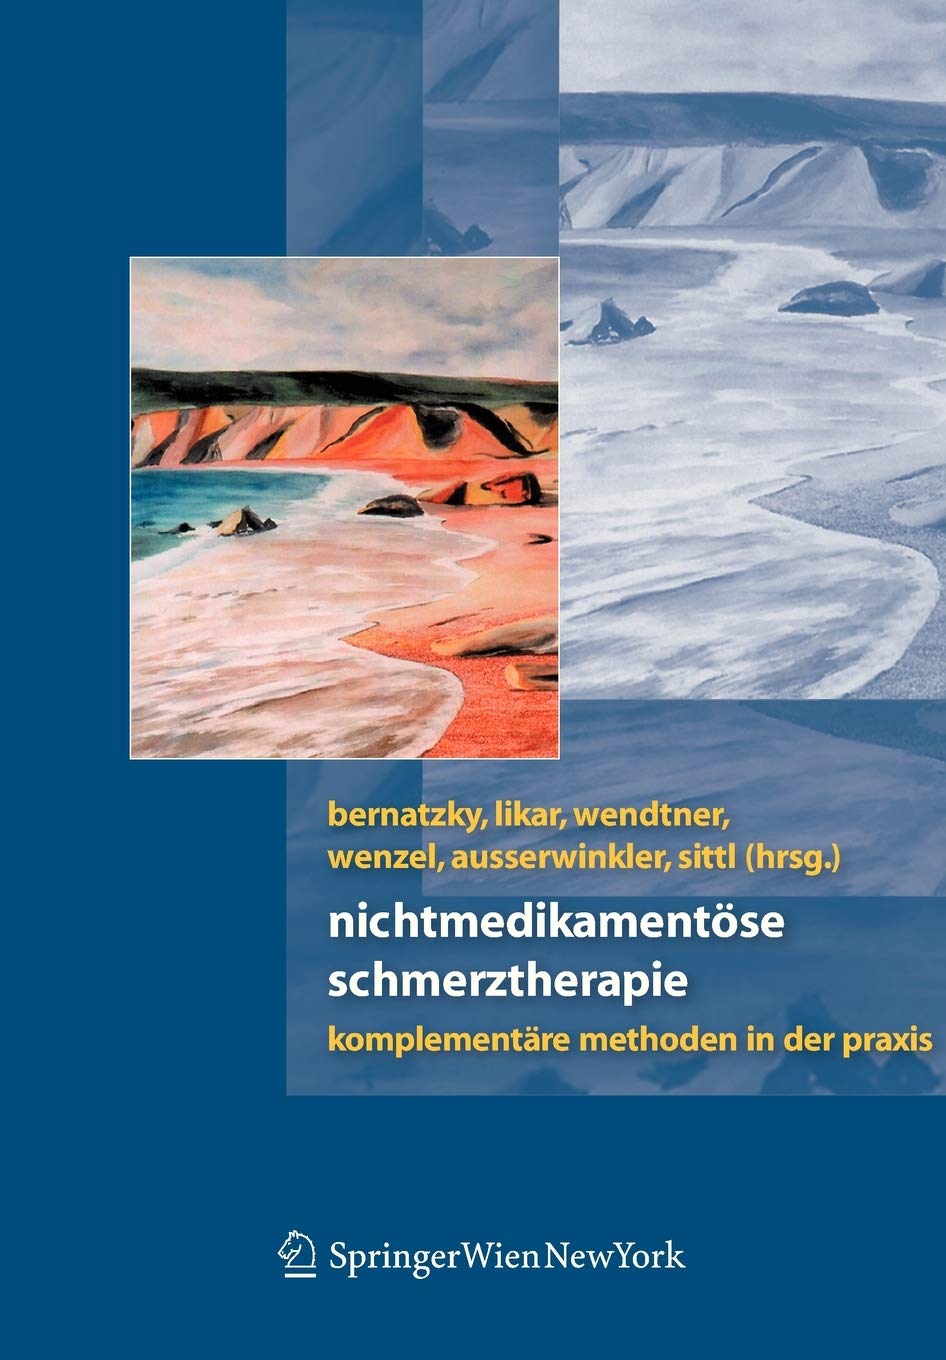 bernatzky, likar, wendtner,
wenzel, ausserwinkler, sittl (hrsg.)
nichtmedikamentöse
schmerztherapie
komplementäre methoden in der praxis
SpringerWienNewYork